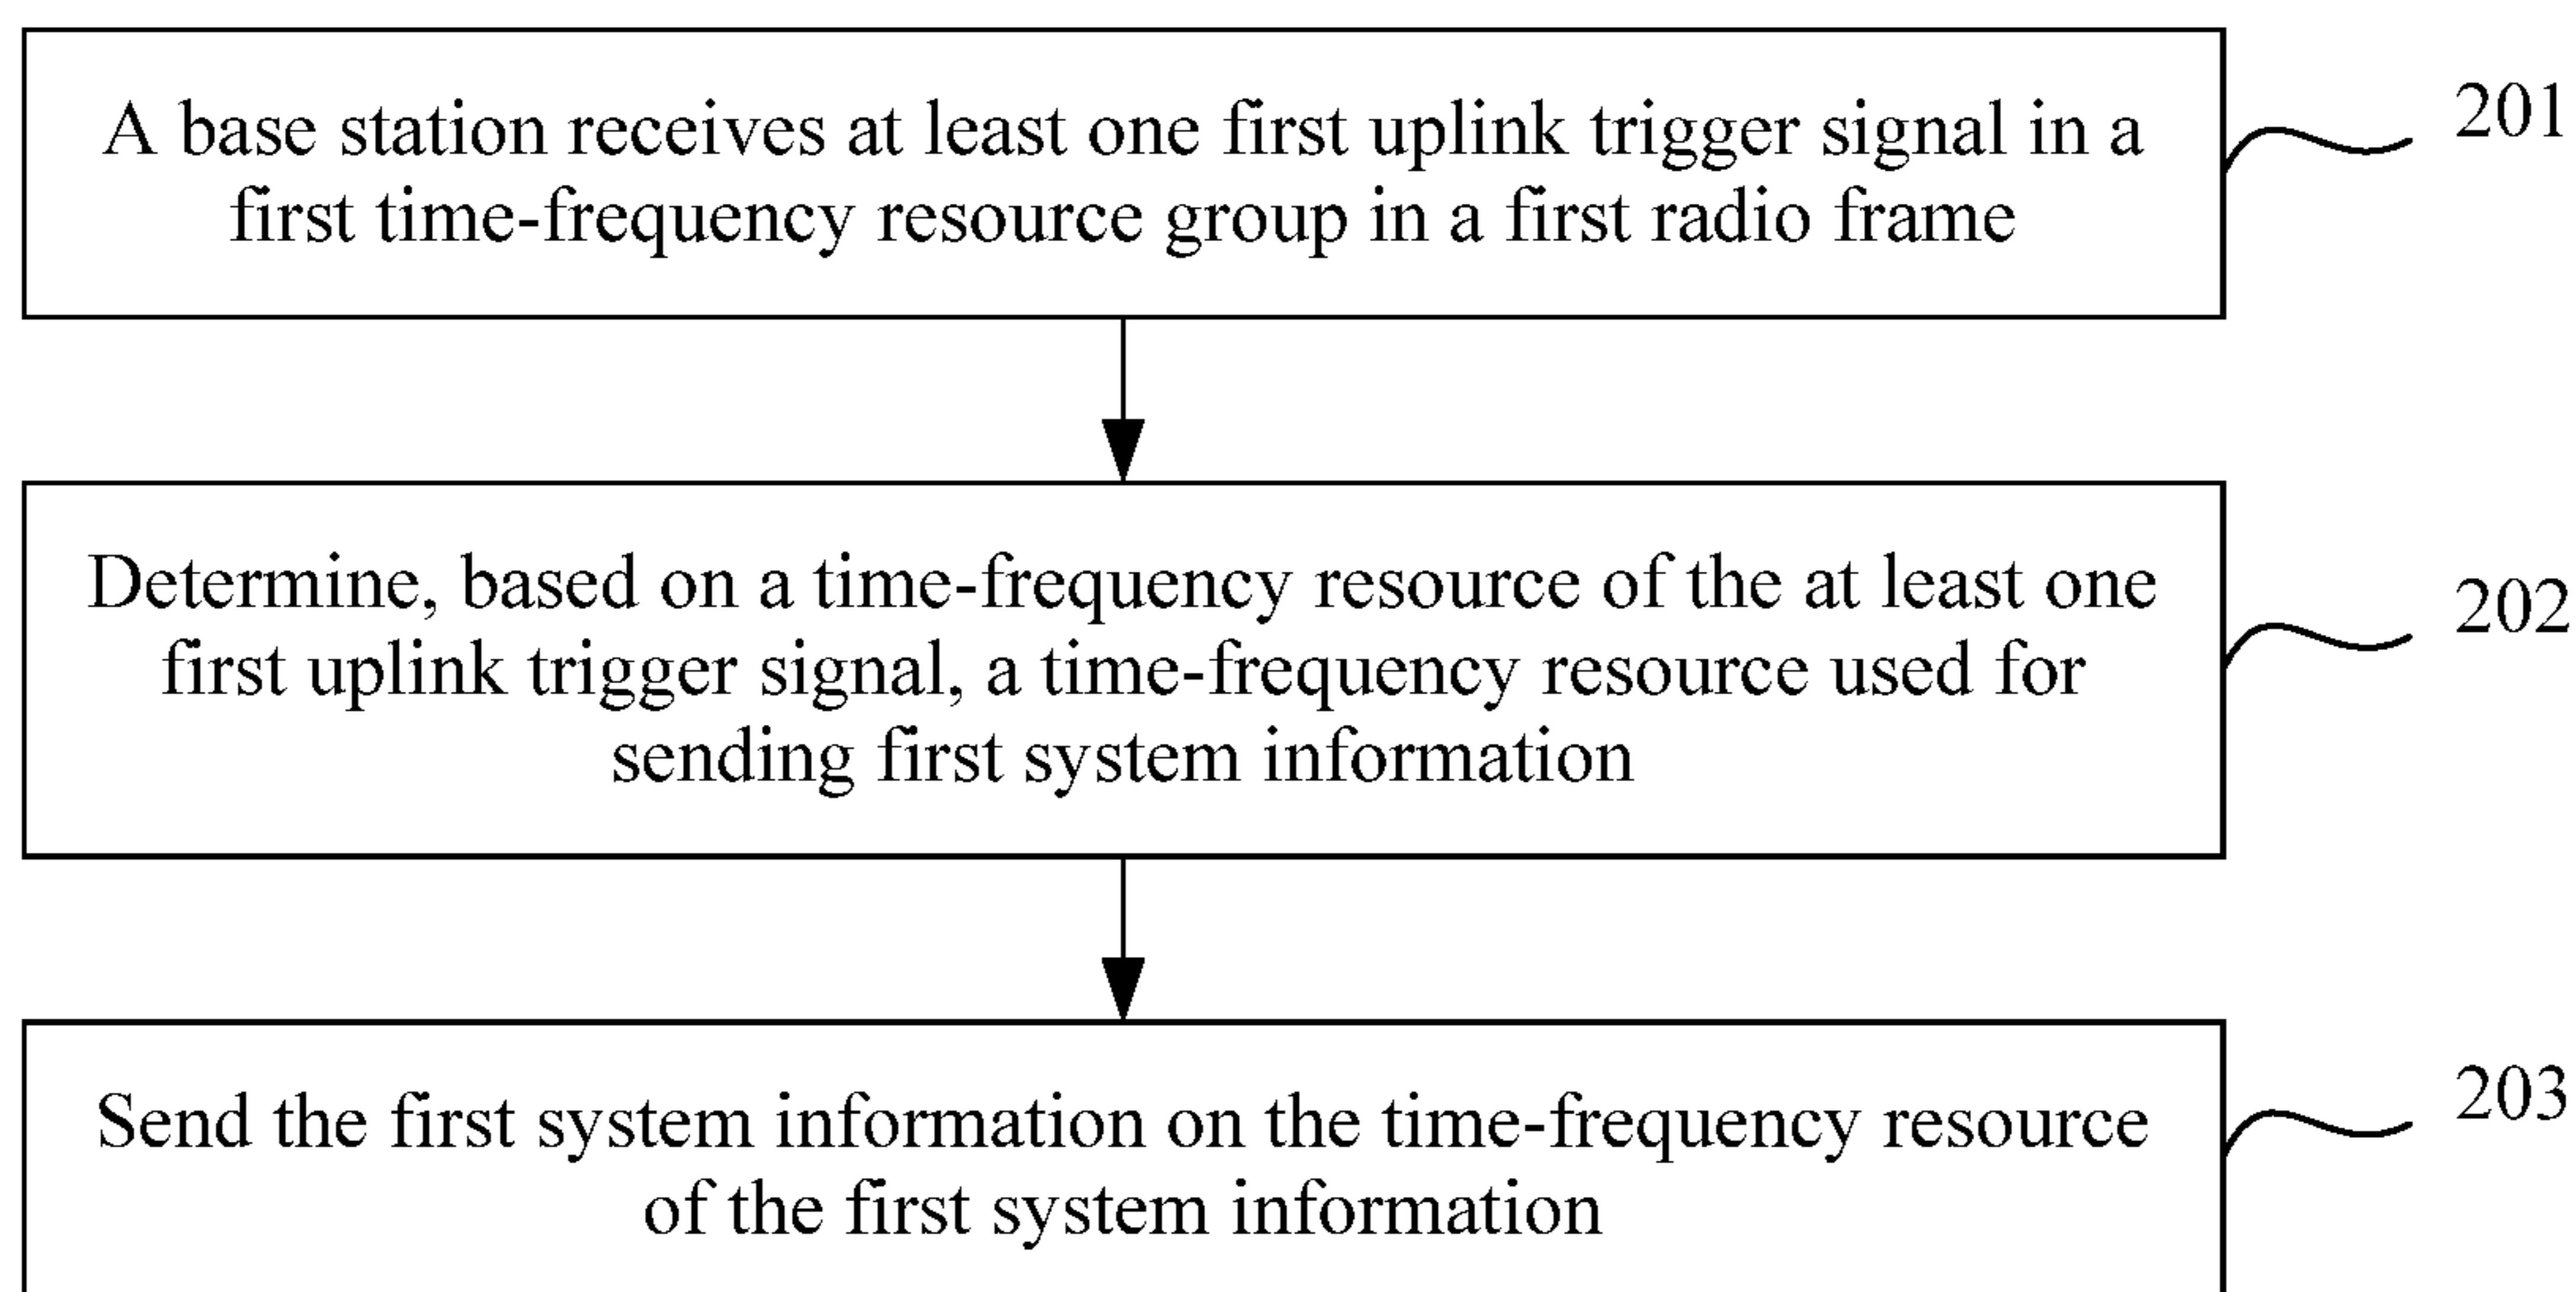 A base station receives at least one first uplink trigger signal in a
first time-frequency resource group in a first radio frame
201
Determine, based on a time-frequency resource of the at least one
first uplink trigger signal, a time-frequency resource used for
sending first system information
202
Send the first system information on the time-frequency resource
of the first system information
203